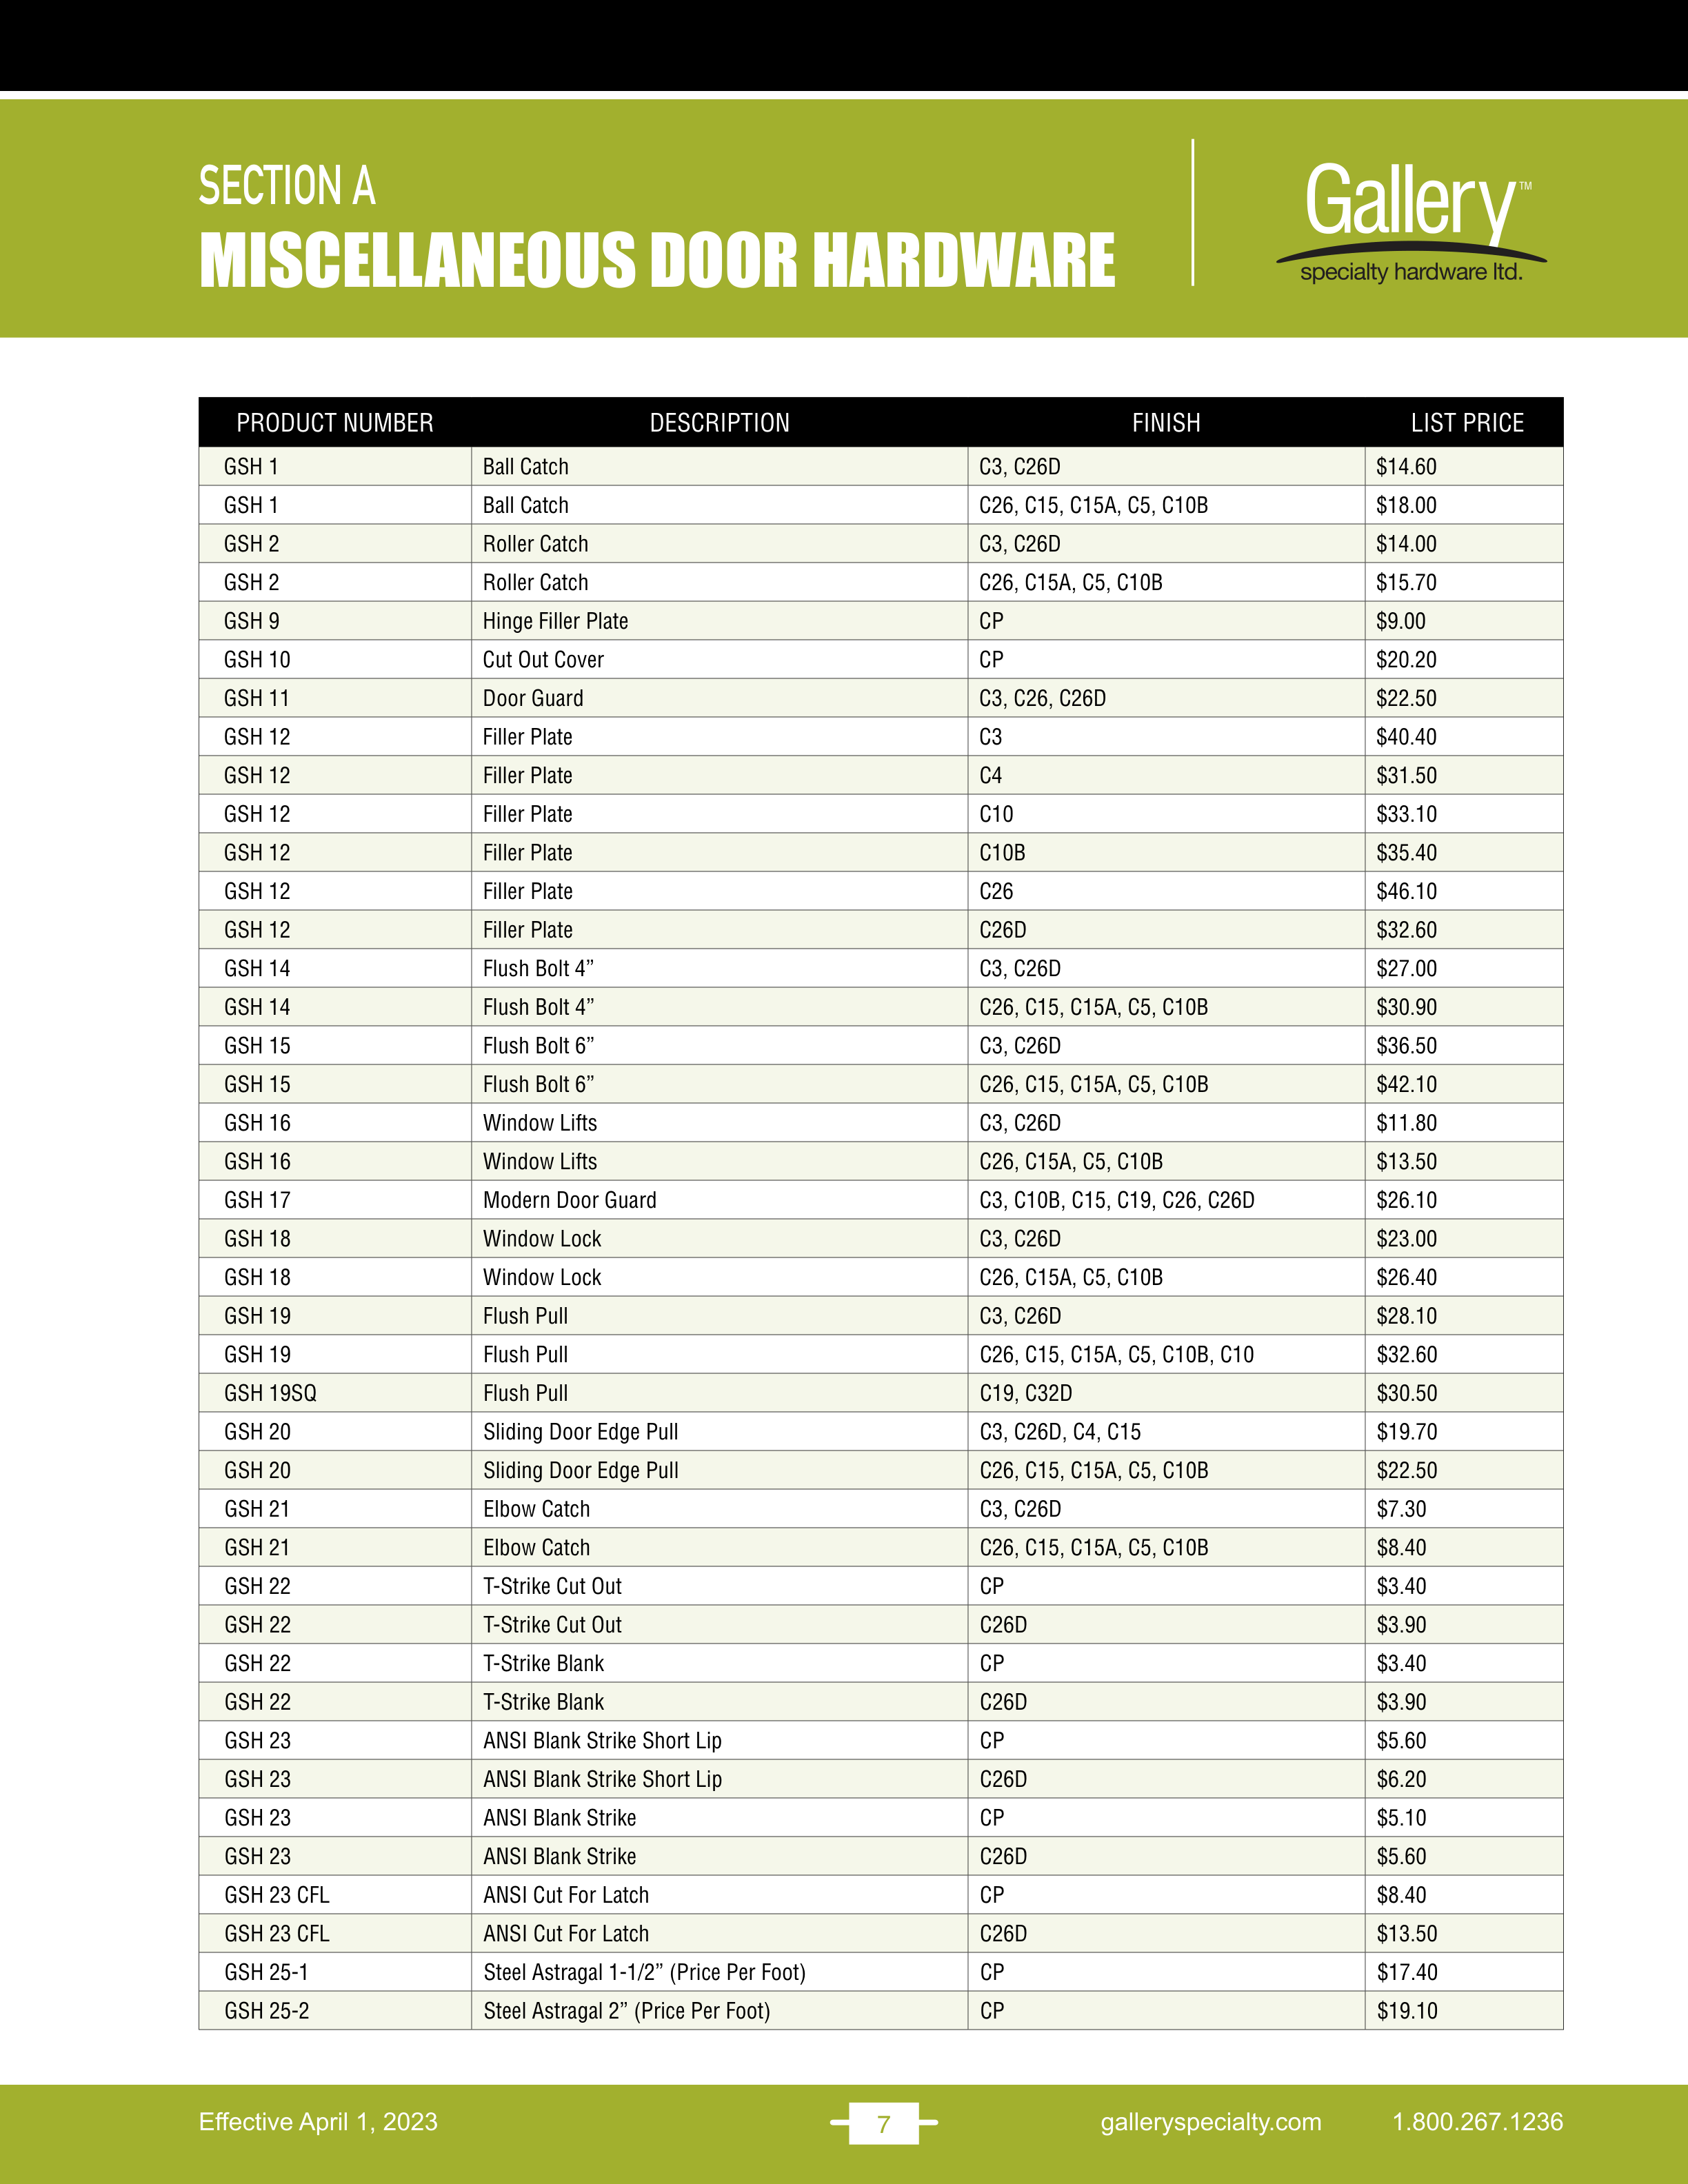 SECTION A
MISCELLANEOUS DOOR HARDWARE
Gallery™
specialty hardware ltd.
PRODUCT NUMBER DESCRIPTION FINISH LIST PRICE
GSH 1 Ball Catch C3, C26D $14.60
GSH 1 Ball Catch C26, C15, C15A, C5, C10B $18.00
GSH 2 Roller Catch C3, C26D $14.00
GSH 2 Roller Catch C26, C15A, C5, C10B $15.70
GSH 9 Hinge Filler Plate CP $9.00
GSH 10 Cut Out Cover CP $20.20
GSH 11 Door Guard C3, C26, C26D $22.50
GSH 12 Filler Plate C3 $40.40
GSH 12 Filler Plate C4 $31.50
GSH 12 Filler Plate C10 $33.10
GSH 12 Filler Plate C10B $35.40
GSH 12 Filler Plate C26 $46.10
GSH 12 Filler Plate C26D $32.60
GSH 14 Flush Bolt 4” C3, C26D $27.00
GSH 14 Flush Bolt 4” C26, C15, C15A, C5, C10B $30.90
GSH 15 Flush Bolt 6” C3, C26D $36.50
GSH 15 Flush Bolt 6” C26, C15, C15A, C5, C10B $42.10
GSH 16 Window Lifts C3, C26D $11.80
GSH 16 Window Lifts C26, C15A, C5, C10B $13.50
GSH 17 Modern Door Guard C3, C10B, C15, C19, C26, C26D $26.10
GSH 18 Window Lock C3, C26D $23.00
GSH 18 Window Lock C26, C15A, C5, C10B $26.40
GSH 19 Flush Pull C3, C26D $28.10
GSH 19 Flush Pull C26, C15, C15A, C5, C10B, C10 $32.60
GSH 19SQ Flush Pull C19, C32D $30.50
GSH 20 Sliding Door Edge Pull C3, C26D, C4, C15 $19.70
GSH 20 Sliding Door Edge Pull C26, C15, C15A, C5, C10B $22.50
GSH 21 Elbow Catch C3, C26D $7.30
GSH 21 Elbow Catch C26, C15, C15A, C5, C10B $8.40
GSH 22 T-Strike Cut Out CP $3.40
GSH 22 T-Strike Cut Out C26D $3.90
GSH 22 T-Strike Blank CP $3.40
GSH 22 T-Strike Blank C26D $3.90
GSH 23 ANSI Blank Strike Short Lip CP $5.60
GSH 23 ANSI Blank Strike Short Lip C26D $6.20
GSH 23 ANSI Blank Strike CP $5.10
GSH 23 ANSI Blank Strike C26D $5.60
GSH 23 CFL ANSI Cut For Latch CP $8.40
GSH 23 CFL ANSI Cut For Latch C26D $13.50
GSH 25-1 Steel Astragal 1-1/2” (Price Per Foot) CP $17.40
GSH 25-2 Steel Astragal 2” (Price Per Foot) CP $19.10
Effective April 1, 2023 7 galleryspecialty.com 1.800.267.1236